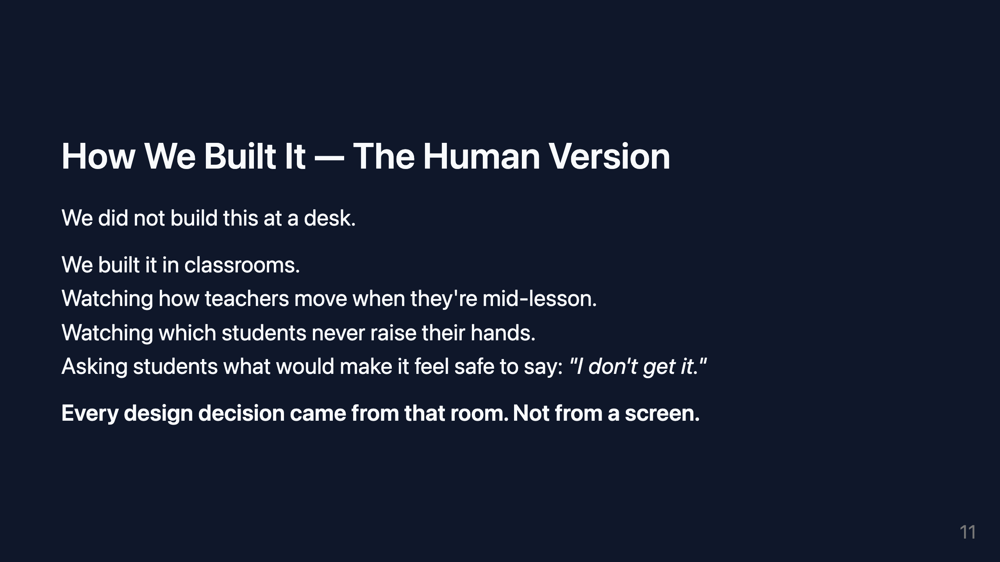 How We Built It — The Human Version
We did not build this at a desk.
We built it in classrooms.
Watching how teachers move when they're mid-lesson.
Watching which students never raise their hands.
Asking students what would make it feel safe to say: "I don't get it."
Every design decision came from that room. Not from a screen.
11